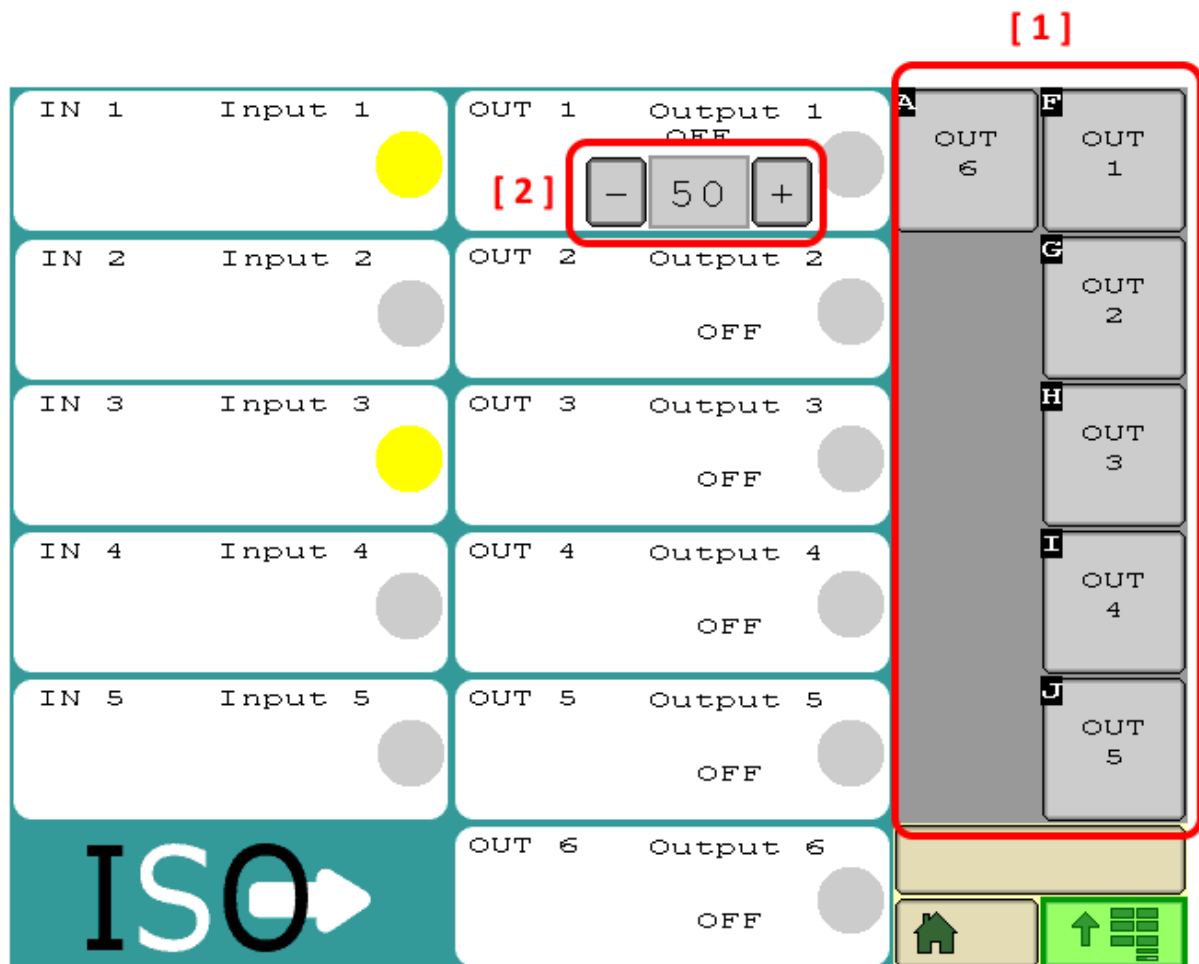 [ 1 ]
IN 1 Input 1
OUT 1 Output 1
OFF
[ 2 ]
- 50 +
A
OUT
6
F
OUT
1
IN 2 Input 2
OUT 2 Output 2
OFF
G
OUT
2
IN 3 Input 3
OUT 3 Output 3
OFF
H
OUT
3
IN 4 Input 4
OUT 4 Output 4
OFF
I
OUT
4
IN 5 Input 5
OUT 5 Output 5
OFF
J
OUT
5
ISO
OUT 6 Output 6
OFF